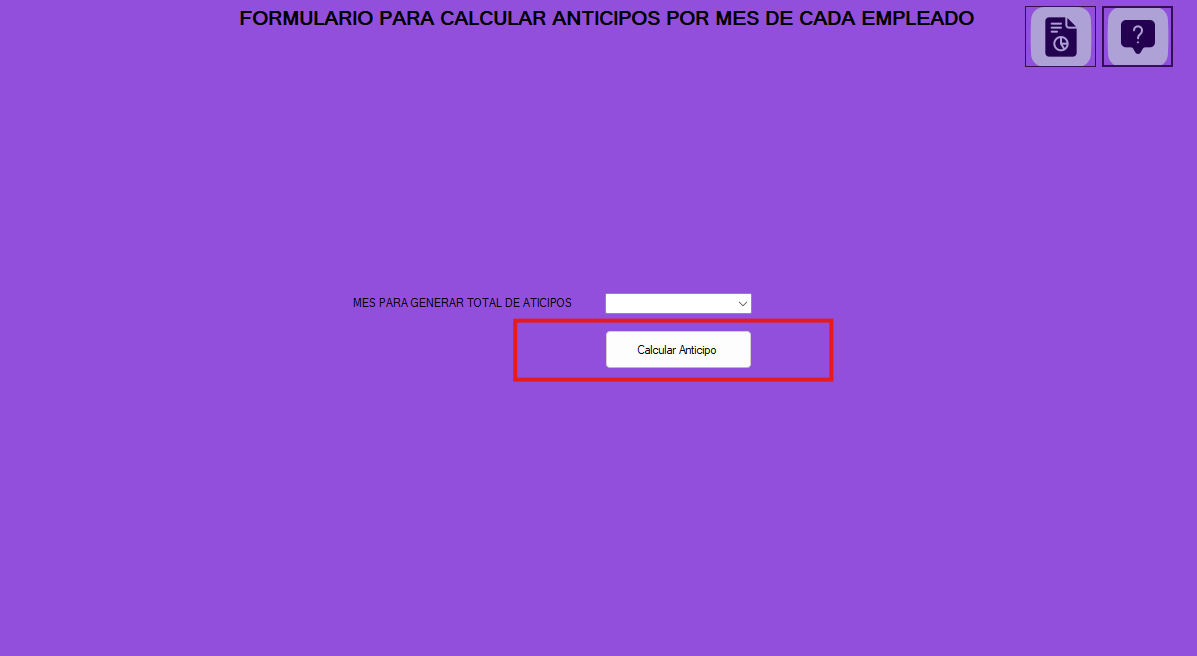 FORMULARIO PARA CALCULAR ANTICIPOS POR MES DE CADA EMPLEADO
?
MES PARA GENERAR TOTAL DE ATICIPOS
Calcular Anticipo